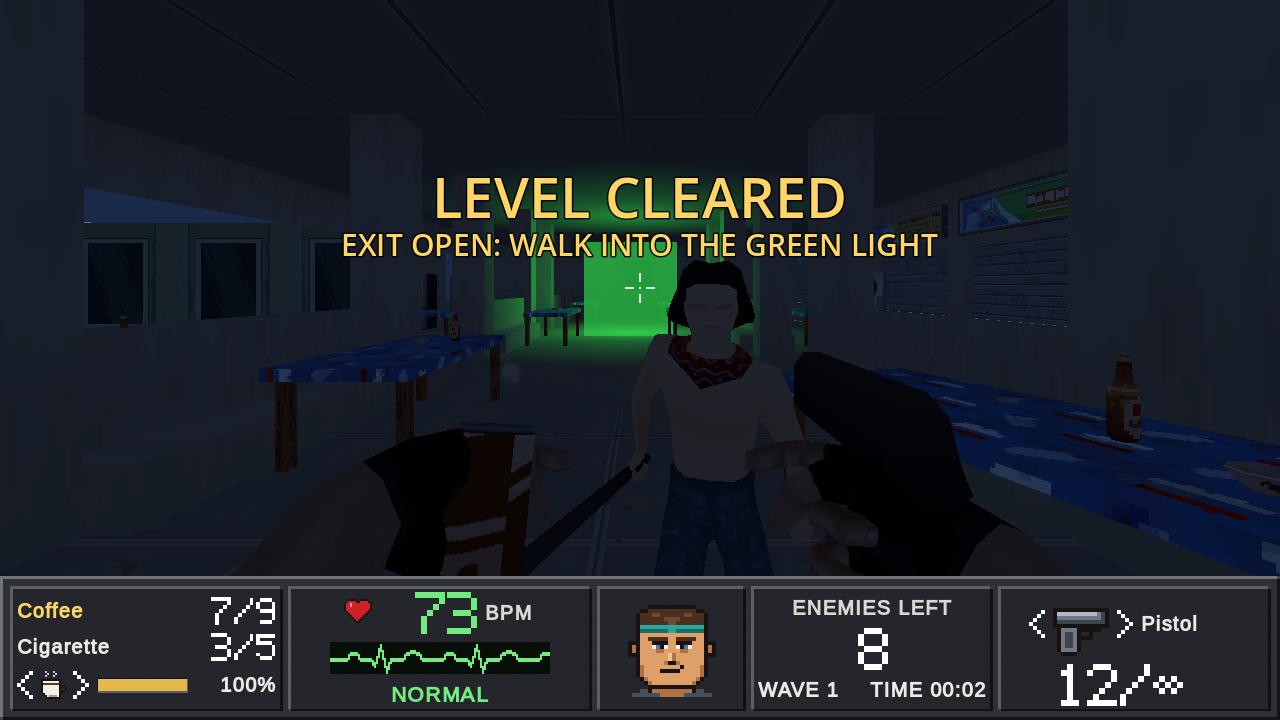 LEVEL CLEARED
EXIT OPEN: WALK INTO THE GREEN LIGHT
Coffee 7/9
Cigarette 3/5
100%
73 BPM
NORMAL
ENEMIES LEFT
8
WAVE 1 TIME 00:02
Pistol
12/∞